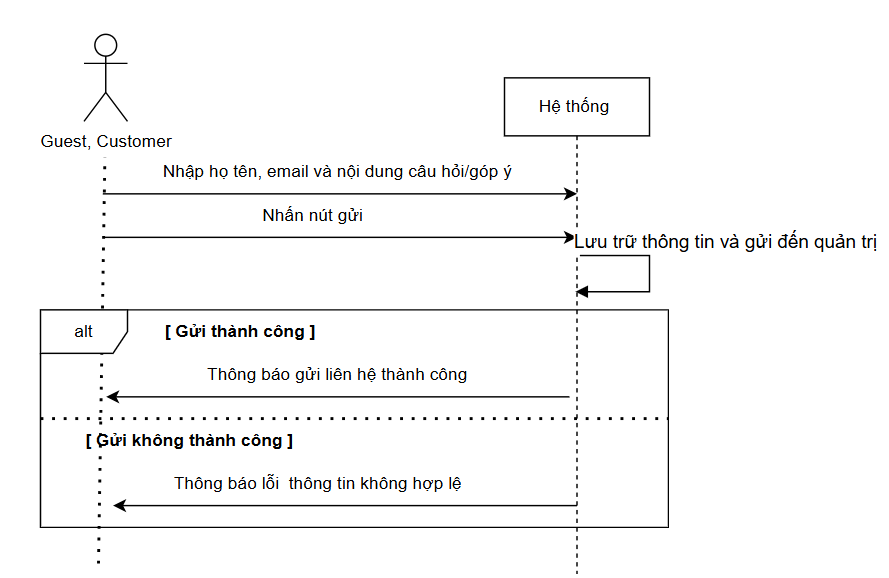 Hệ thống
Guest, Customer
Nhập họ tên, email và nội dung câu hỏi/góp ý
Nhấn nút gửi
Lưu trữ thông tin và gửi đến quản trị
alt
[ Gửi thành công ]
Thông báo gửi liên hệ thành công
[ Gửi không thành công ]
Thông báo lỗi thông tin không hợp lệ